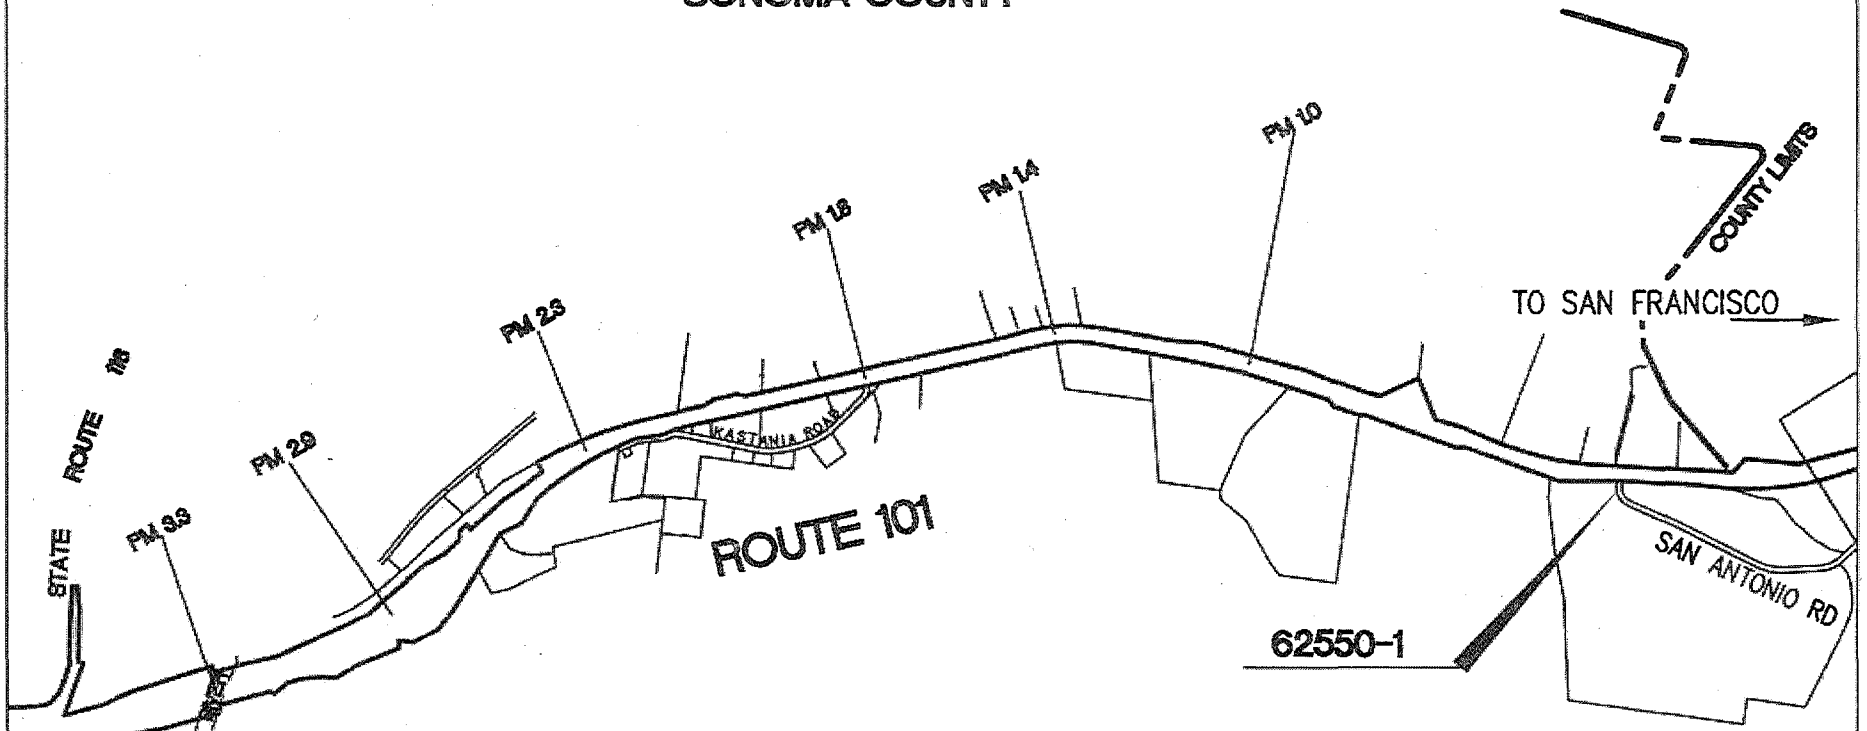 SONOMA COUNTY
PM 1.0
COUNTY LIMITS
PM 1.4
PM 1.8
TO SAN FRANCISCO
PM 2.3
STATE ROUTE 116
KASTANIA ROAD
PM 2.9
ROUTE 101
PM 3.3
SAN ANTONIO RD
62550-1